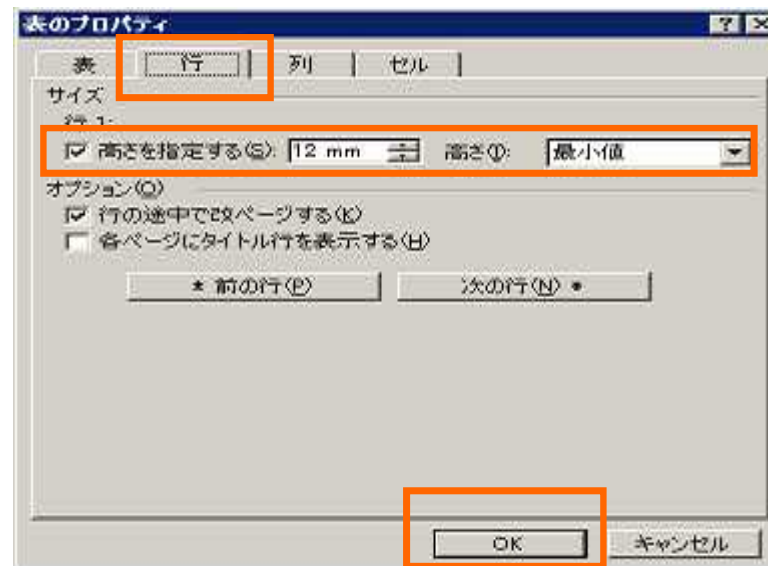 表のプロパティ
表 行 列 セル
サイズ
行 1:
高さを指定する(S): 12 mm 高さ(I): 最小値
オプション(O)
行の途中で改ページする(K)
各ページにタイトル行を表示する(H)
前の行(P) 次の行(N)
OK キャンセル